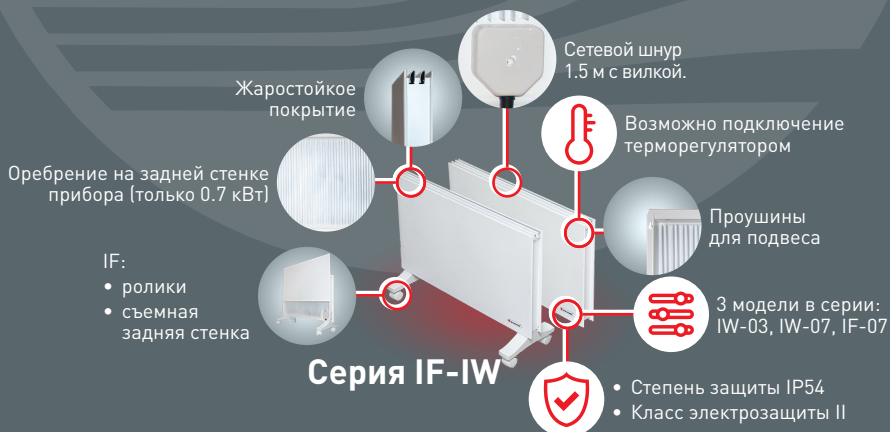 Сетевой шнур
1.5 м с вилкой.
Жаростойкое
покрытие
Возможно подключение
терморегулятором
Оребрение на задней стенке
прибора (только 0.7 кВт)
Проушины
для подвеса
IF:
• ролики
• съемная
задняя стенка
3 модели в серии:
IW-03, IW-07, IF-07
Серия IF-IW
• Степень защиты IP54
• Класс электрозащиты II